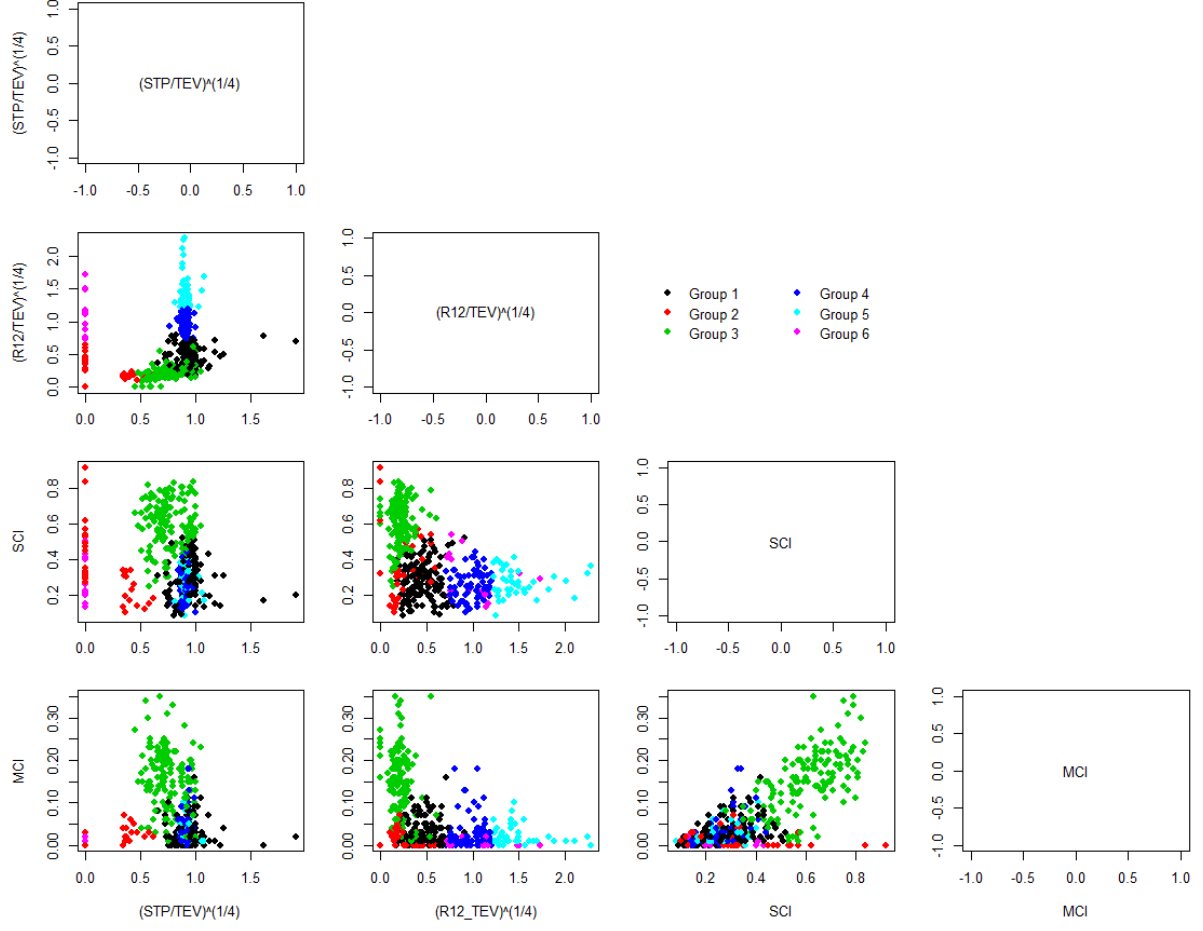 (STP/TEV)^(1/4)
1.0
0.5
0.0
-0.5
-1.0
(STP/TEV)^(1/4)
-1.0 -0.5 0.0 0.5 1.0
(R12/TEV)^(1/4)
2.0
1.5
1.0
0.5
0.0
0.0 0.5 1.0 1.5
1.0
0.5
0.0
-0.5
-1.0
(R12/TEV)^(1/4)
-1.0 -0.5 0.0 0.5 1.0
Group 1 Group 4
Group 2 Group 5
Group 3 Group 6
SCI
0.8
0.6
0.4
0.2
0.0 0.5 1.0 1.5
0.8
0.6
0.4
0.2
0.0 0.5 1.0 1.5 2.0
1.0
0.5
0.0
-0.5
-1.0
SCI
-1.0 -0.5 0.0 0.5 1.0
MCI
0.30
0.20
0.10
0.00
0.0 0.5 1.0 1.5
(STP/TEV)^(1/4)
0.30
0.20
0.10
0.00
0.0 0.5 1.0 1.5 2.0
(R12_TEV)^(1/4)
0.30
0.20
0.10
0.00
0.2 0.4 0.6 0.8
SCI
1.0
0.5
0.0
-0.5
-1.0
MCI
-1.0 -0.5 0.0 0.5 1.0
MCI